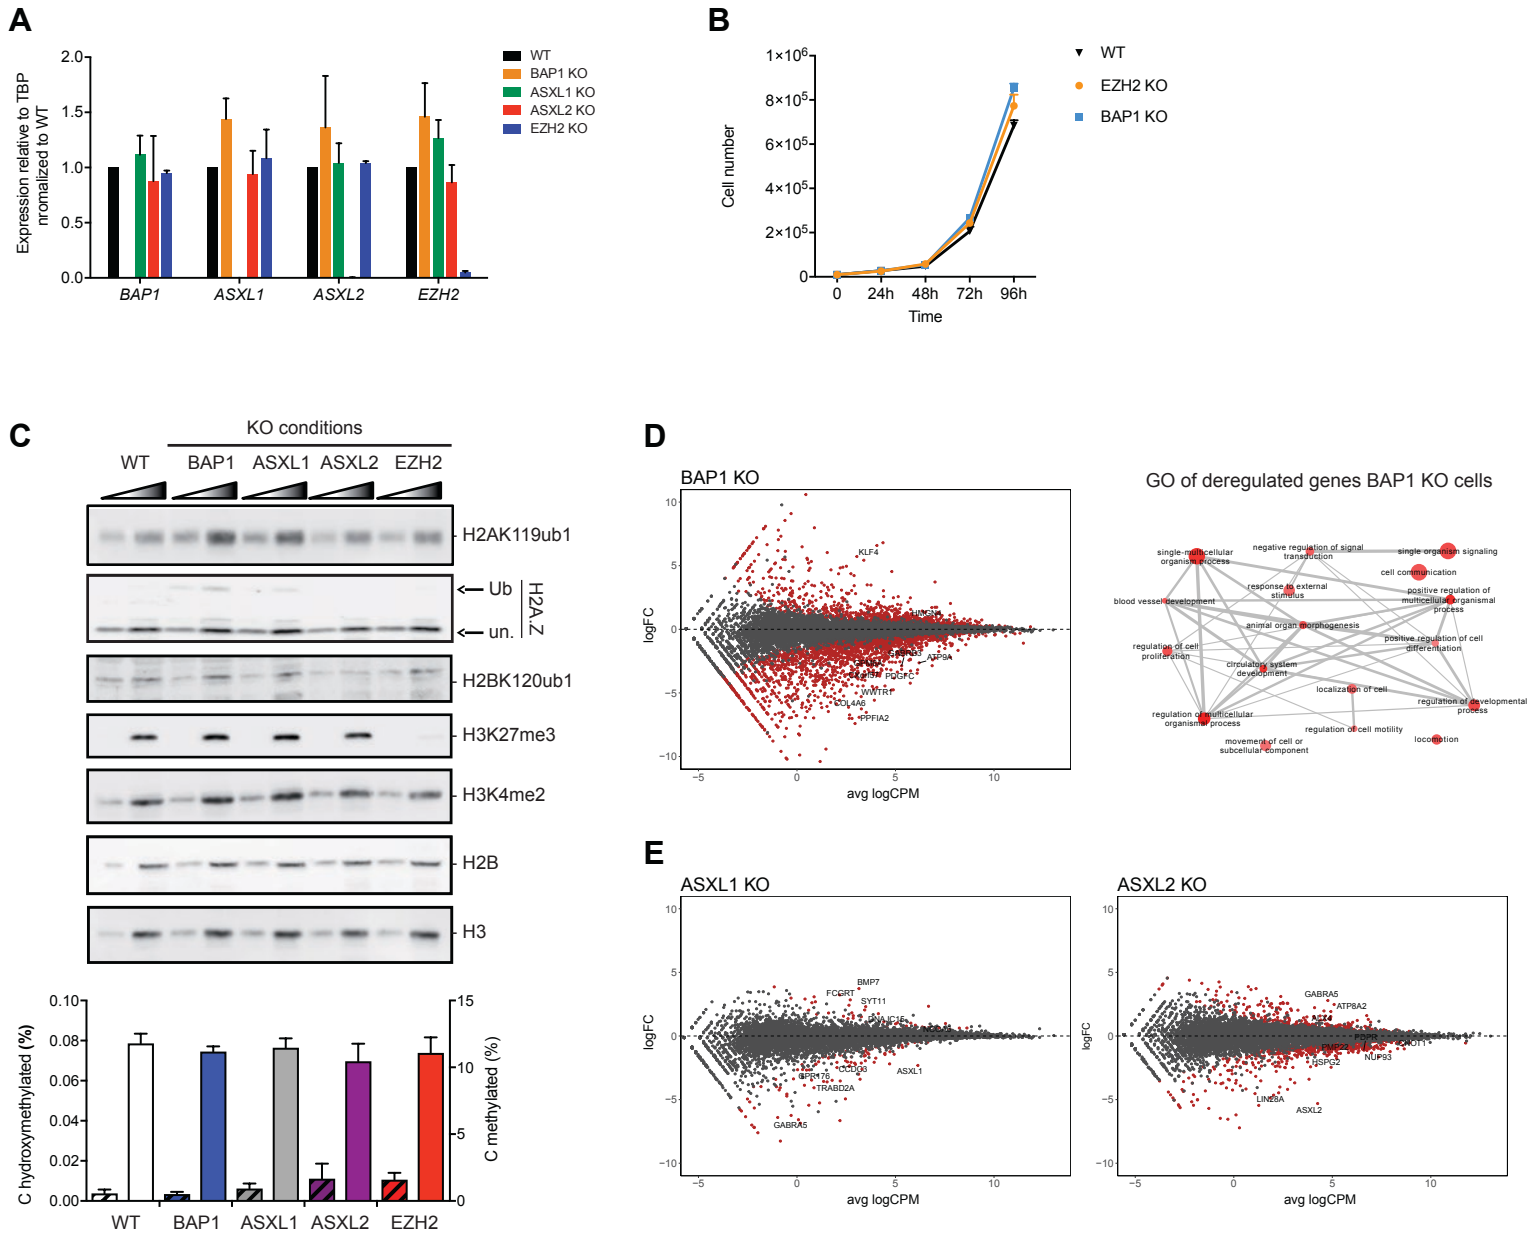 A
2.0
1.5
1.0
0.5
0.0
Expression relative to TBP
nromalized to WT
BAP1
ASXL1
ASXL2
EZH2
WT
BAP1 KO
ASXL1 KO
ASXL2 KO
EZH2 KO
B
1×10⁶
8×10⁵
6×10⁵
4×10⁵
2×10⁵
0
Cell number
0
24h
48h
72h
96h
Time
WT
EZH2 KO
BAP1 KO
C
KO conditions
WT
BAP1
ASXL1
ASXL2
EZH2
H2AK119ub1
Ub
un.
H2A.Z
H2BK120ub1
H3K27me3
H3K4me2
H2B
H3
0.10
0.08
0.06
0.04
0.02
0.00
C hydroxymethylated (%)
15
10
5
0
C methylated (%)
WT
BAP1
ASXL1
ASXL2
EZH2
D
BAP1 KO
10
5
0
−5
−10
logFC
−5
0
5
10
avg logCPM
KLF4
ATP9A
PDGFC
WWTR1
COL4A6
PPFIA2
GO of deregulated genes BAP1 KO cells
single-multicellular
organism process
negative regulation of signal
transduction
single organism signaling
cell communication
response to external
stimulus
positive regulation of
multicellular organismal
process
blood vessel development
animal organ morphogenesis
positive regulation of cell
differentiation
regulation of cell
proliferation
circulatory system
development
localization of cell
regulation of developmental
process
regulation of multicellular
organismal process
regulation of cell motility
movement of cell or
subcellular component
locomotion
E
ASXL1 KO
10
5
0
−5
−10
logFC
−5
0
5
10
avg logCPM
BMP7
FCGRT
SYT11
GPR176
ASXL1
TRABD2A
GABRA5
ASXL2 KO
10
5
0
−5
−10
logFC
−5
0
5
10
avg logCPM
GABRA5
ATP8A2
PMP22
NUP93
HSPG2
LIN28A
ASXL2